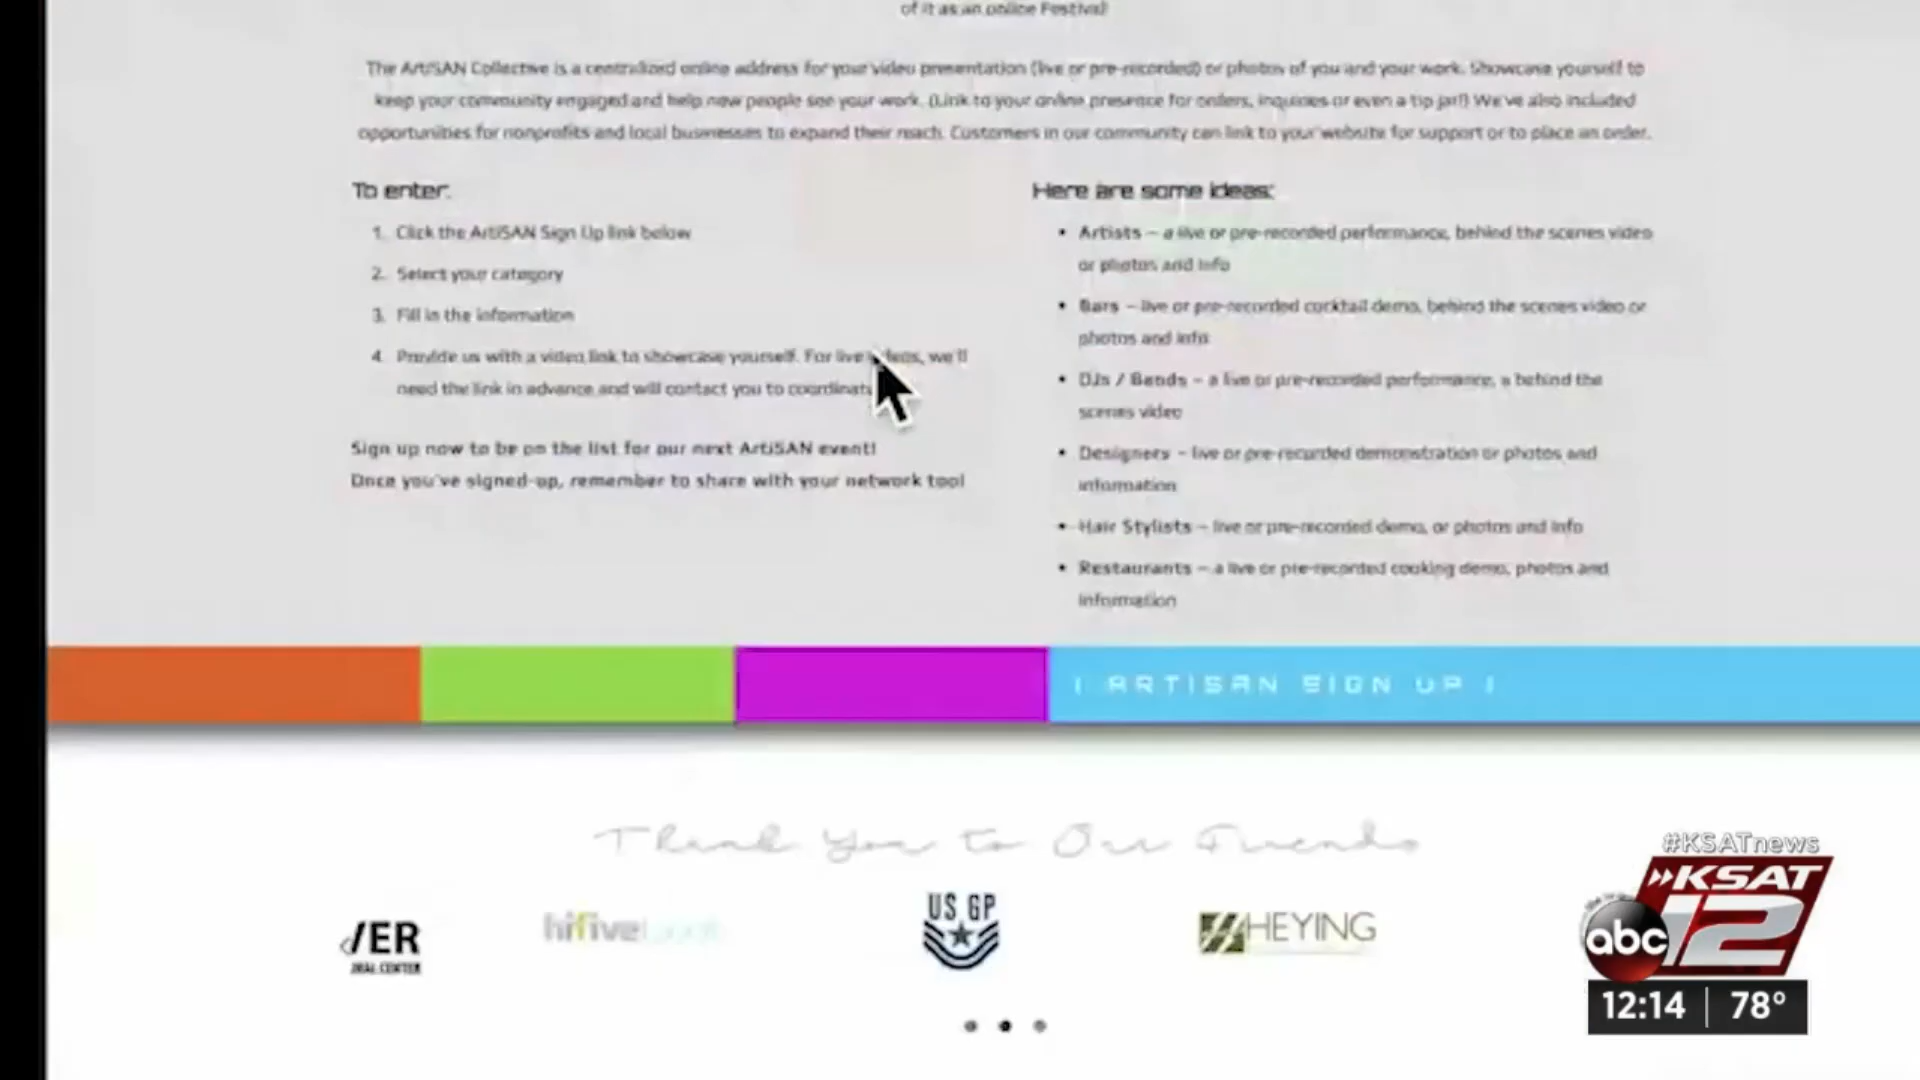 of it as an online Festival!
The ArtiSAN Collective is a centralized online address for your video presentation (live or pre-recorded) or photos of you and your work. Showcase yourself to
keep your community engaged and help new people see your work. (Link to your online presence for orders, inquiries or even a tip jar!) We've also included
opportunities for nonprofits and local businesses to expand their reach. Customers in our community can link to your website for support or to place an order.
To enter:
1. Click the ArtiSAN Sign Up link below
2. Select your category
3. Fill in the information
4. Provide us with a video link to showcase yourself. For live videos, we'll
need the link in advance and will contact you to coordinate
Sign up now to be on the list for our next ArtiSAN event!
Once you've signed-up, remember to share with your network too!
Here are some ideas:
• Artists – a live or pre-recorded performance, behind the scenes video
or photos and info
• Bars – live or pre-recorded cocktail demo, behind the scenes video or
photos and info
• DJs / Bands – a live or pre-recorded performance, a behind the
scenes video
• Designers – live or pre-recorded demonstration or photos and
information
• Hair Stylists – live or pre-recorded demo, or photos and info
• Restaurants – a live or pre-recorded cooking demo, photos and
information
| ARTISAN SIGN UP |
Thank You to Our Friends
VER
hifive
US GP
HEYING
#KSATnews
KSAT
abc 12
12:14 | 78°